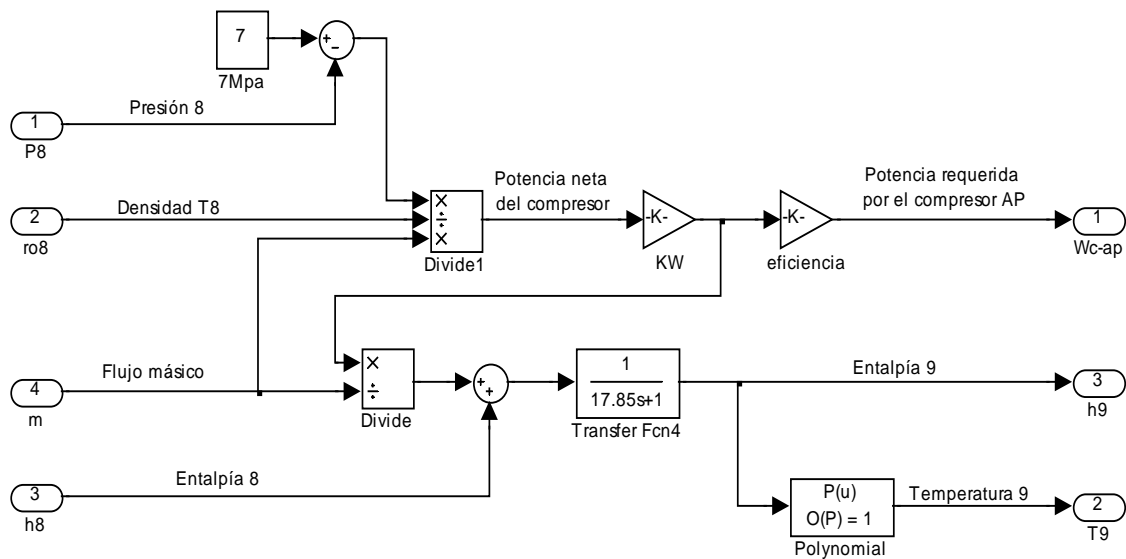 7
+
−
7Mpa
Presión 8
1
P8
Potencia neta
del compresor
Potencia requerida
por el compresor AP
Densidad T8
2
ro8
×
÷
×
Divide1
-K-
KW
-K-
eficiencia
1
Wc-ap
Flujo másico
4
m
×
÷
Divide
+
+
1
17.85s+1
Transfer Fcn4
Entalpía 9
3
h9
Entalpía 8
3
h8
P(u)
O(P) = 1
Polynomial
Temperatura 9
2
T9